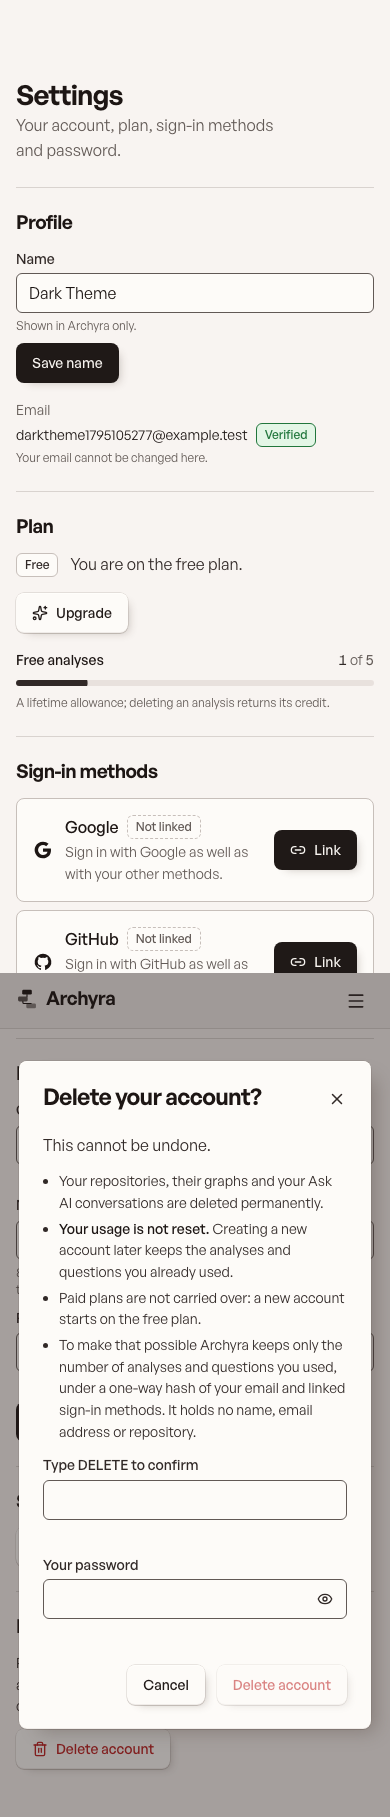 Settings
Your account, plan, sign-in methods
and password.
Profile
Name
Dark Theme
Shown in Archyra only.
Save name
Email
darktheme1795105277@example.test Verified
Your email cannot be changed here.
Plan
Free You are on the free plan.
Upgrade
Free analyses 1 of 5
A lifetime allowance; deleting an analysis returns its credit.
Sign-in methods
Google Not linked
Sign in with Google as well as
with your other methods.
Link
GitHub Not linked
Sign in with GitHub as well as
Link
Archyra
Delete your account?
This cannot be undone.
• Your repositories, their graphs and your Ask
AI conversations are deleted permanently.
• Your usage is not reset. Creating a new
account later keeps the analyses and
questions you already used.
• Paid plans are not carried over: a new account
starts on the free plan.
• To make that possible Archyra keeps only the
number of analyses and questions you used,
under a one-way hash of your email and linked
sign-in methods. It holds no name, email
address or repository.
Type DELETE to confirm
Your password
Cancel Delete account
Delete account